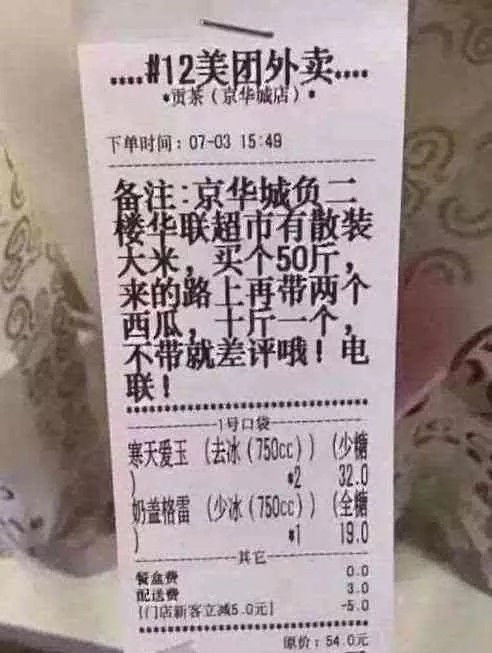 ....#12美团外卖....
*贡茶（京华城店）*
下单时间：07-03 15:49
备注:京华城负二
楼华联超市有散装
大米，买个50斤，
来的路上再带两个
西瓜，十斤一个，
不带就差评哦！电
联！
1号口袋
寒天爱玉 (去冰(750cc)) (少糖
) *2 32.0
奶盖格雷 (少冰(750cc)) (全糖
) *1 19.0
其它
餐盒费 0.0
配送费 3.0
[(门店新客立减5.0元] -5.0
原价：54.0元